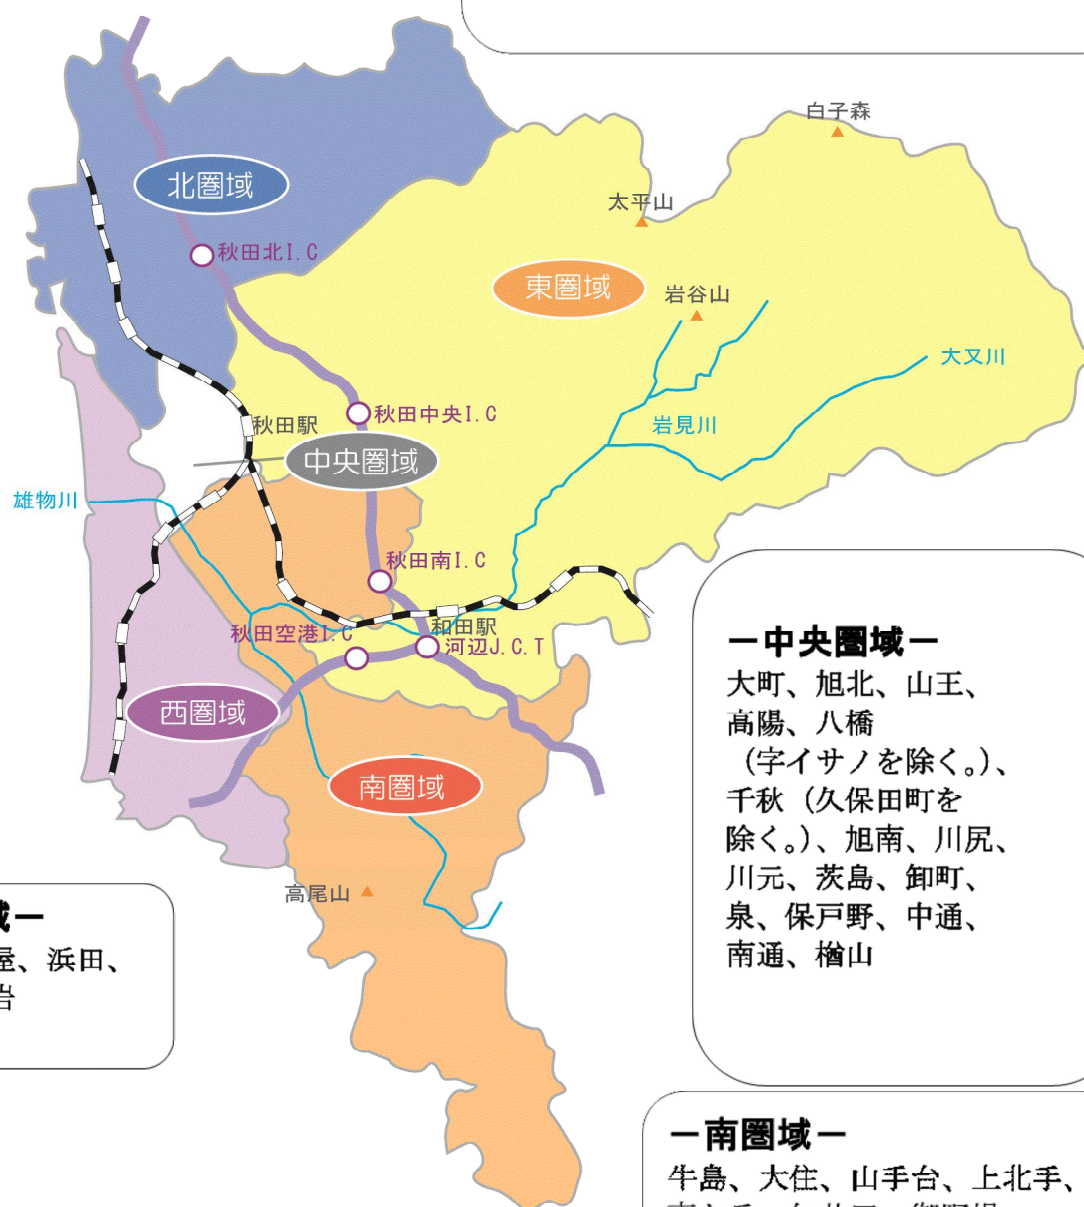 白子森
北圏域
太平山
秋田北I.C
東圏域
岩谷山
大又川
秋田中央I.C
秋田駅
岩見川
中央圏域
雄物川
秋田南I.C
和田駅
秋田空港I.C
河辺J.C.T
西圏域
南圏域
高尾山
－中央圏域－
大町、旭北、山王、
高陽、八橋
（字イサノを除く。）、
千秋（久保田町を
除く。）、旭南、川尻、
川元、茨島、卸町、
泉、保戸野、中通、
南通、楢山
域－
屋、浜田、
－南圏域－
牛島、大住、山手台、上北手、